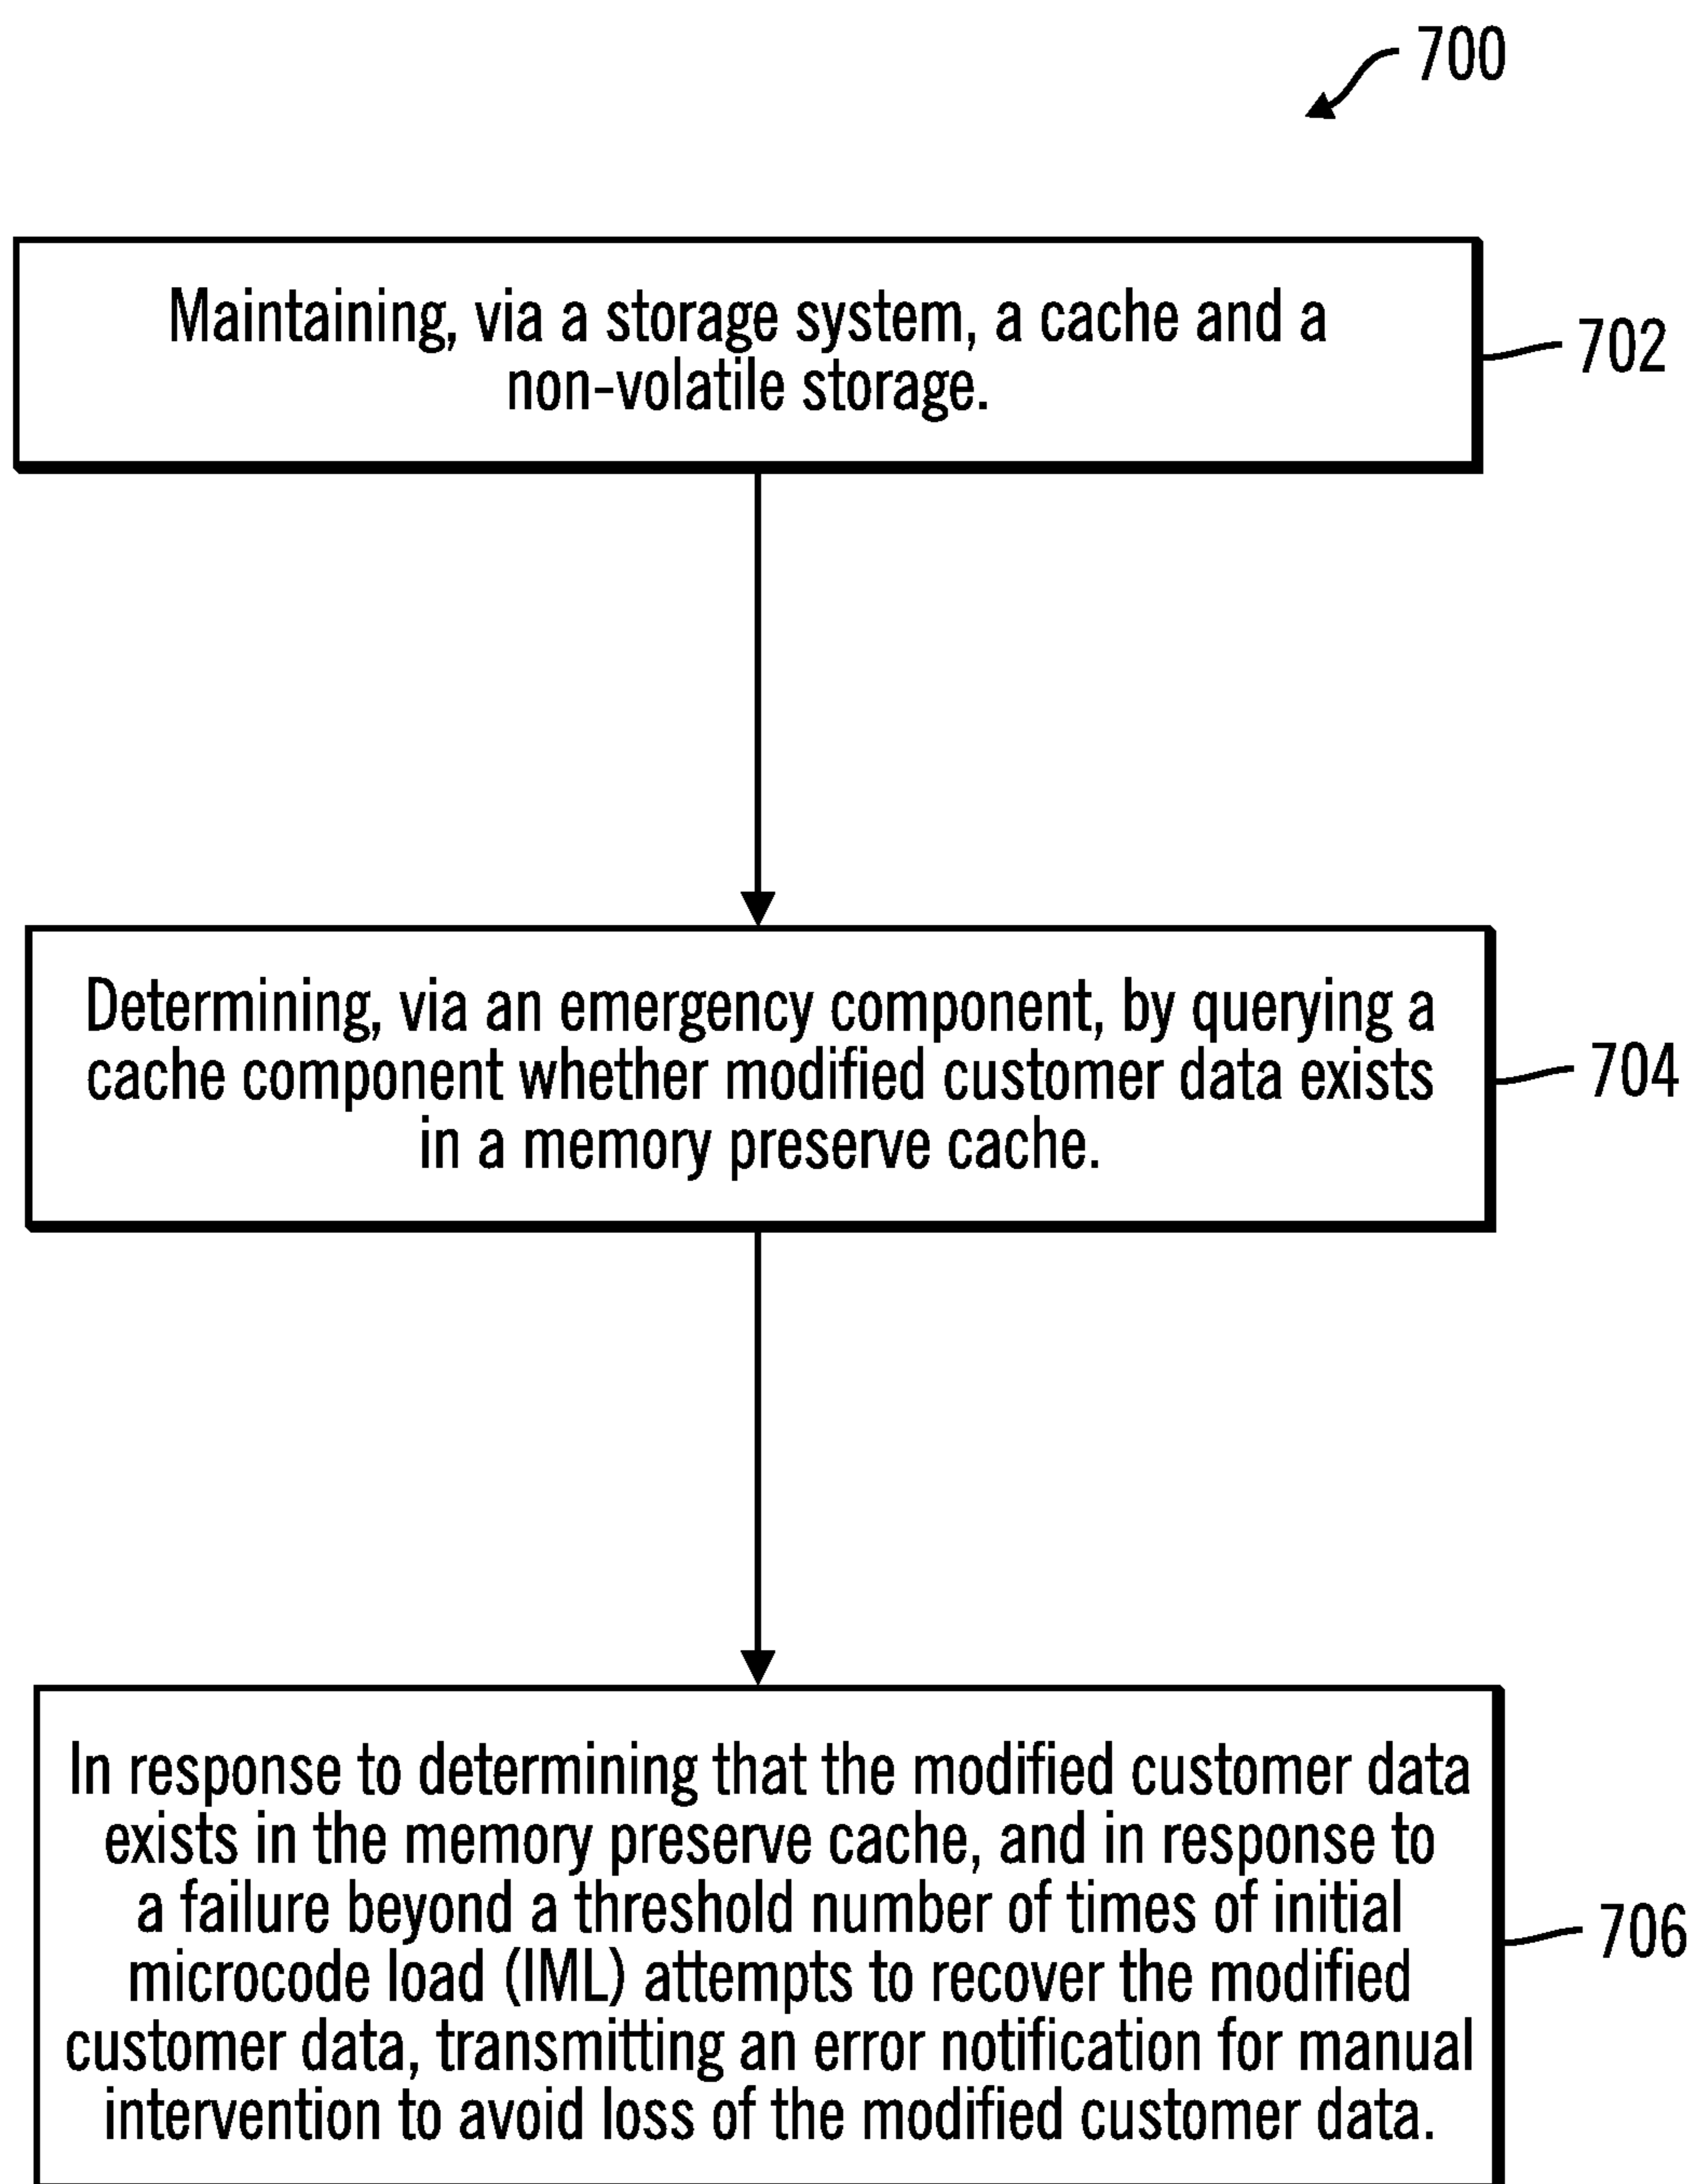 700
Maintaining, via a storage system, a cache and a
non-volatile storage.
702
Determining, via an emergency component, by querying a
cache component whether modified customer data exists
in a memory preserve cache.
704
In response to determining that the modified customer data
exists in the memory preserve cache, and in response to
a failure beyond a threshold number of times of initial
microcode load (IML) attempts to recover the modified
customer data, transmitting an error notification for manual
intervention to avoid loss of the modified customer data.
706